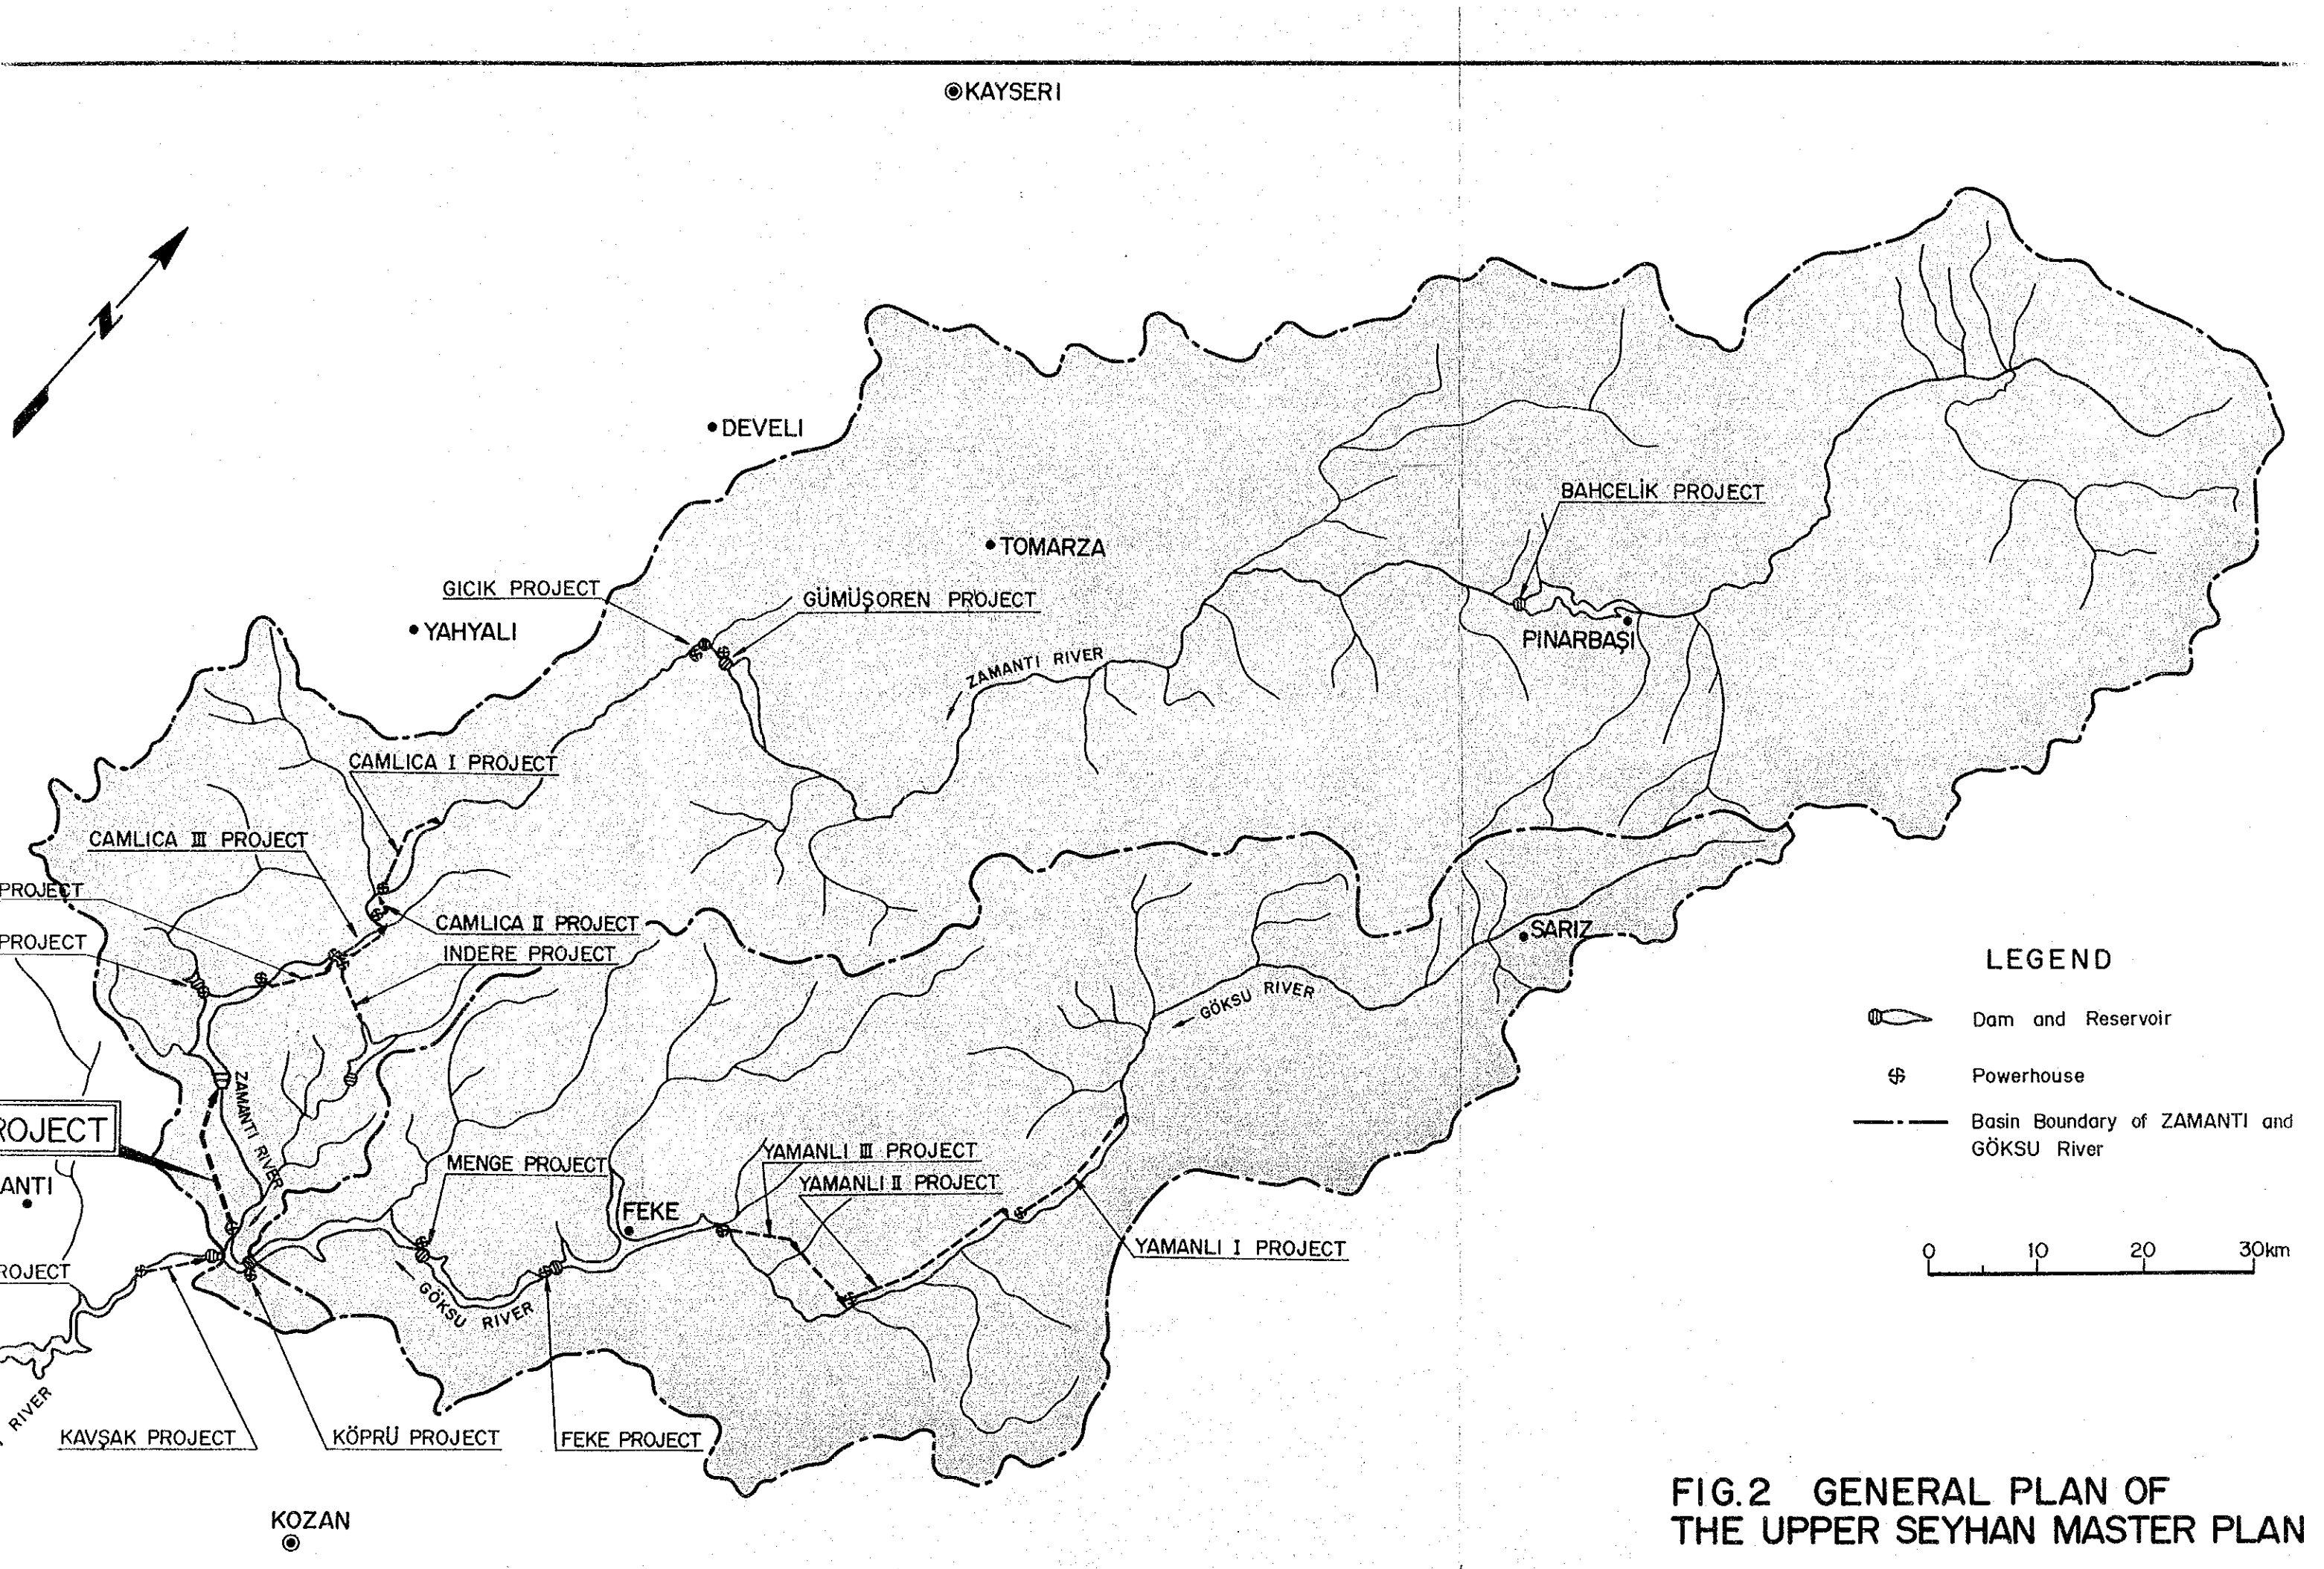 KAYSERI
N
DEVELI
BAHCELİK PROJECT
TOMARZA
GICIK PROJECT
GÜMÜŞOREN PROJECT
YAHYALI
PINARBAŞI
ZAMANTI RIVER
CAMLICA I PROJECT
CAMLICA III PROJECT
PROJECT
CAMLICA II PROJECT
SARIZ
PROJECT
INDERE PROJECT
LEGEND
GÖKSU RIVER
Dam and Reservoir
Powerhouse
ZAMANTI RIVER
Basin Boundary of ZAMANTI and
GÖKSU River
ROJECT
YAMANLI III PROJECT
MENGE PROJECT
YAMANLI II PROJECT
ANTI
FEKE
YAMANLI I PROJECT
0 10 20 30km
ROJECT
GÖKSU RIVER
RIVER
KAVŞAK PROJECT
KÖPRÜ PROJECT
FEKE PROJECT
KOZAN
FIG.2 GENERAL PLAN OF
THE UPPER SEYHAN MASTER PLAN